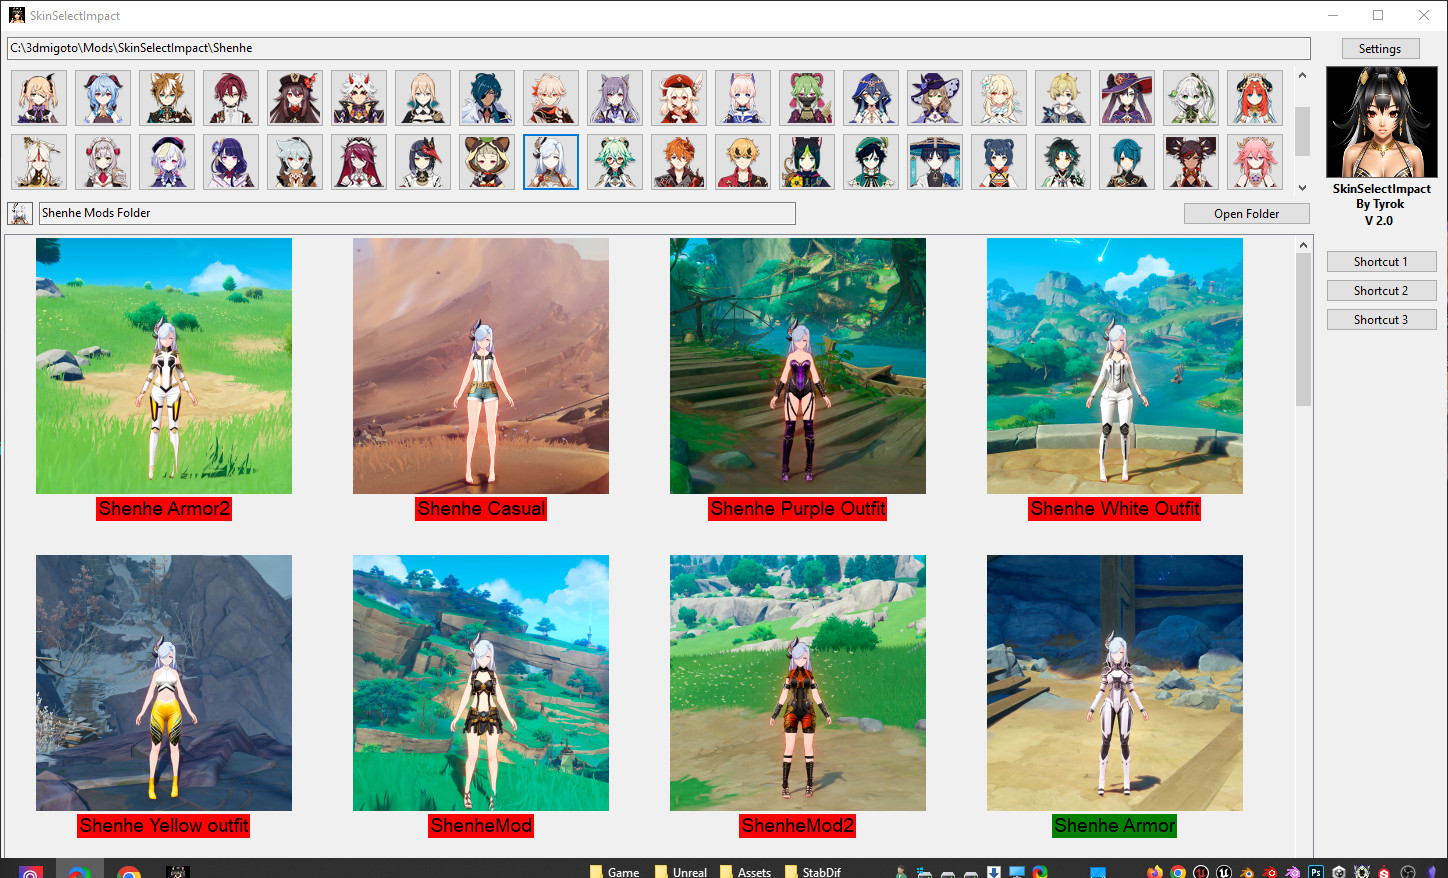 SkinSelectImpact
C:\3dmigoto\Mods\SkinSelectImpact\Shenhe
Settings
SkinSelectImpact
By Tyrok
V 2.0
Shenhe Mods Folder
Open Folder
Shortcut 1
Shortcut 2
Shortcut 3
Shenhe Armor2
Shenhe Casual
Shenhe Purple Outfit
Shenhe White Outfit
Shenhe Yellow outfit
ShenheMod
ShenheMod2
Shenhe Armor
Game
Unreal
Assets
StabDif
Ps